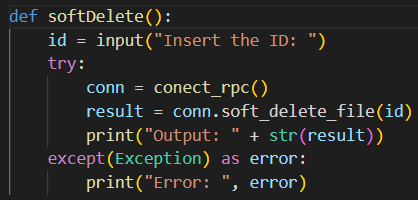 def softDelete():
    id = input("Insert the ID: ")
    try:
        conn = conect_rpc()
        result = conn.soft_delete_file(id)
        print("Output: " + str(result))
    except(Exception) as error:
        print("Error: ", error)